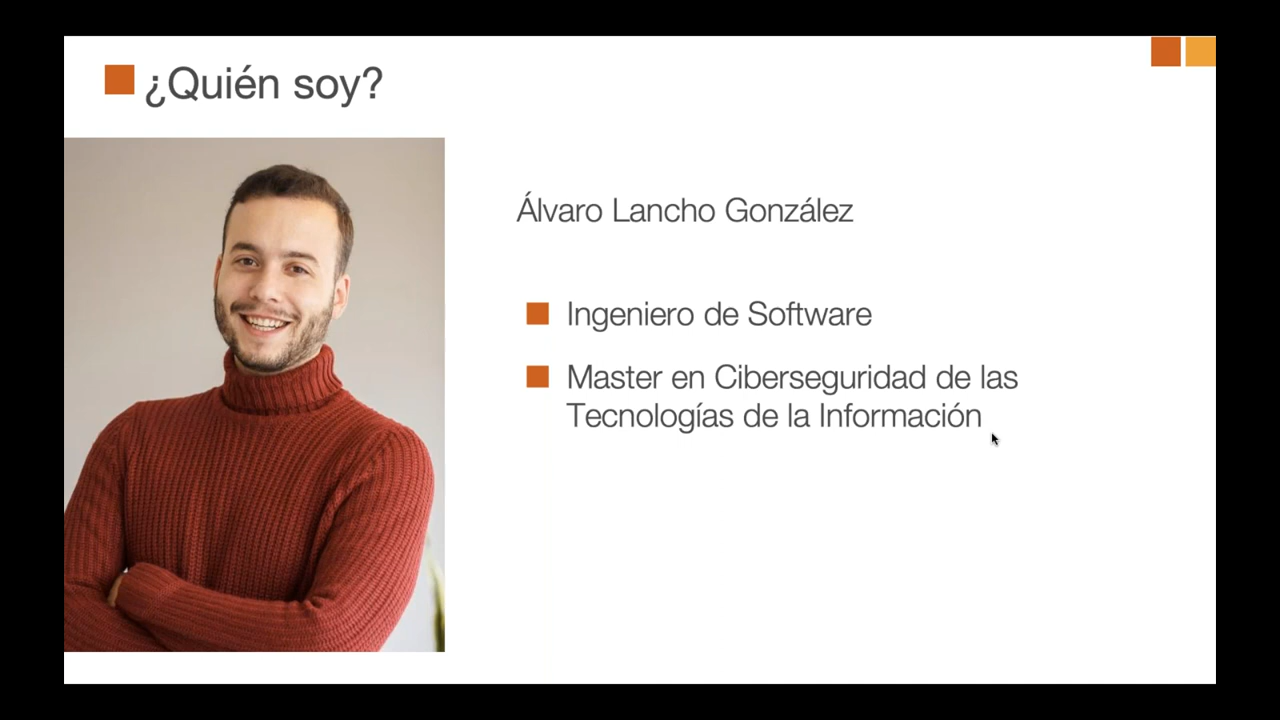 ¿Quién soy?
Álvaro Lancho González
Ingeniero de Software
Master en Ciberseguridad de las
Tecnologías de la Información